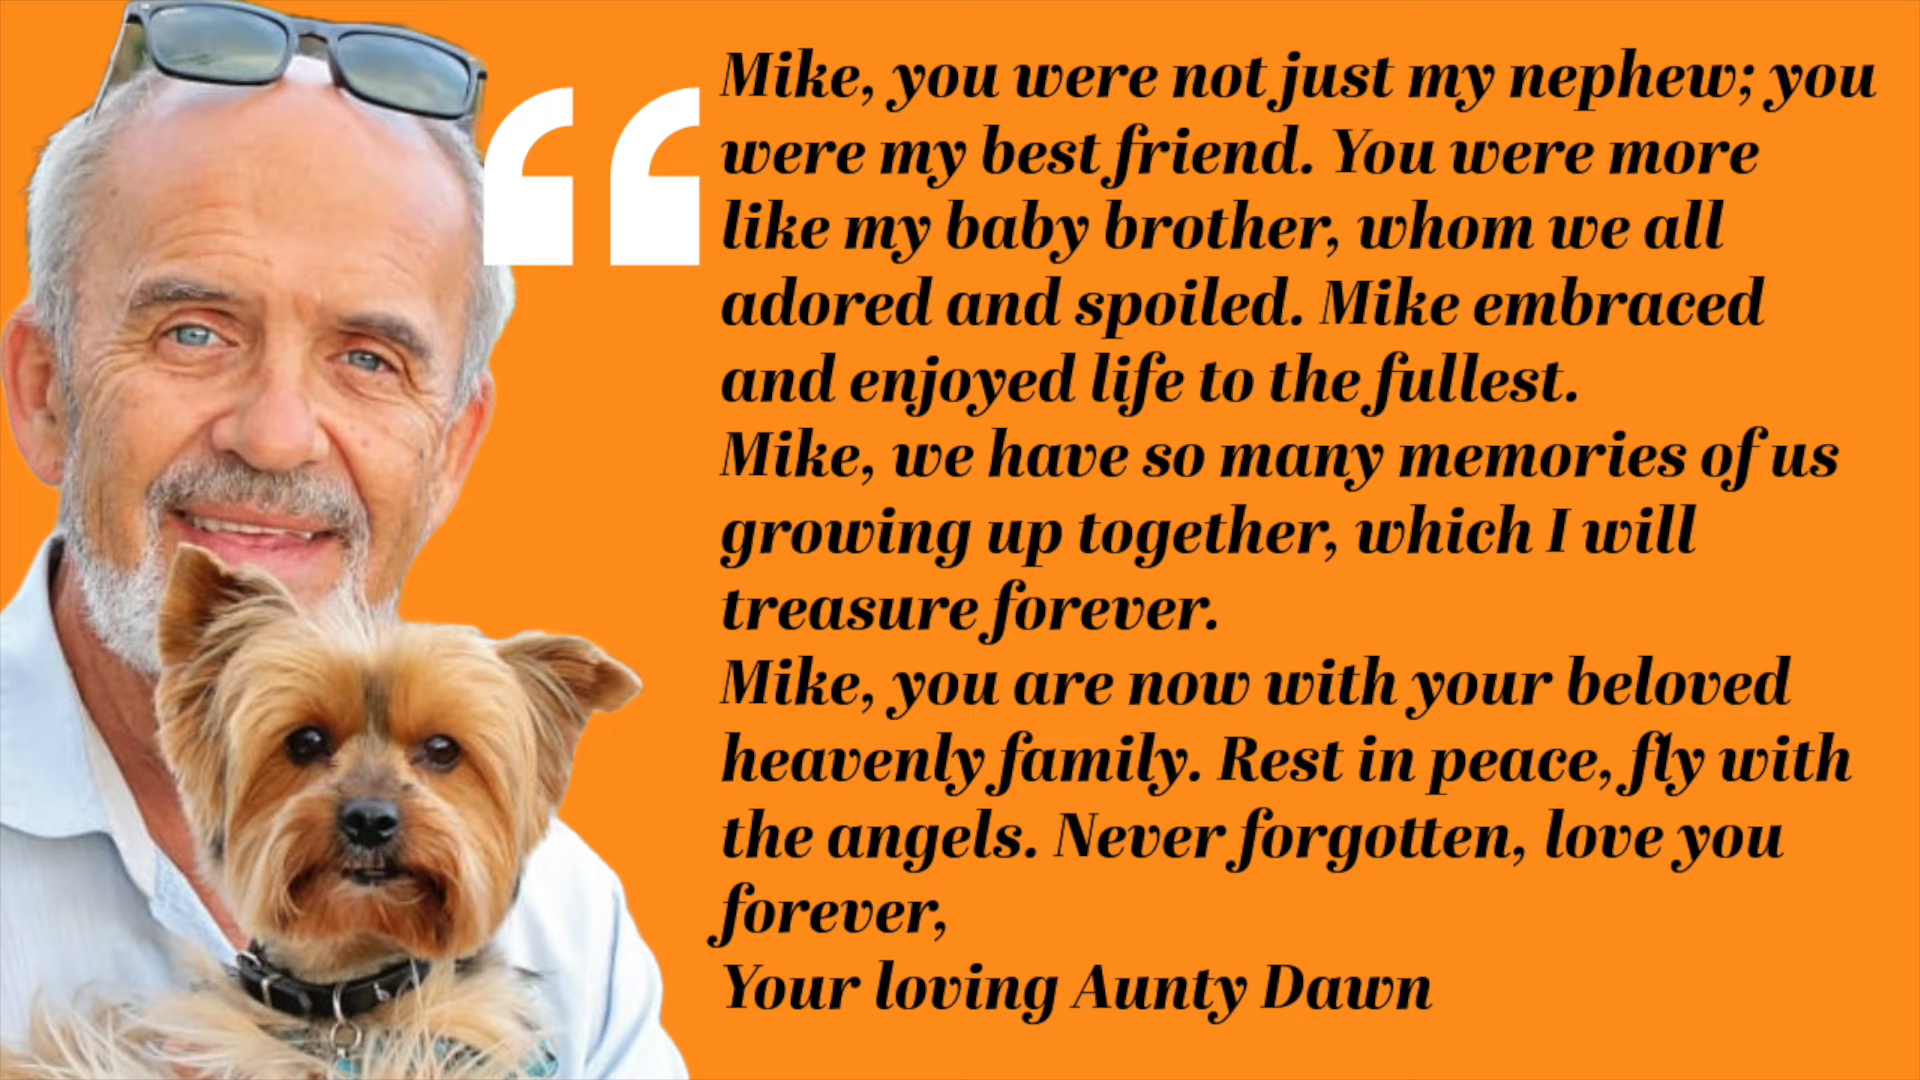 Mike, you were not just my nephew; you
were my best friend. You were more
like my baby brother, whom we all
adored and spoiled. Mike embraced
and enjoyed life to the fullest.
Mike, we have so many memories of us
growing up together, which I will
treasure forever.
Mike, you are now with your beloved
heavenly family. Rest in peace, fly with
the angels. Never forgotten, love you
forever,
Your loving Aunty Dawn